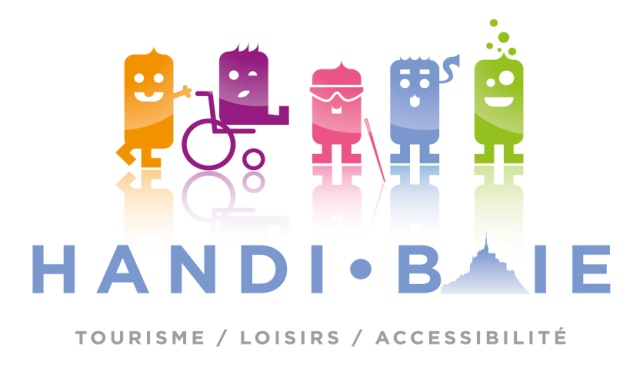 HANDI•BAIE
TOURISME / LOISIRS / ACCESSIBILITÉ